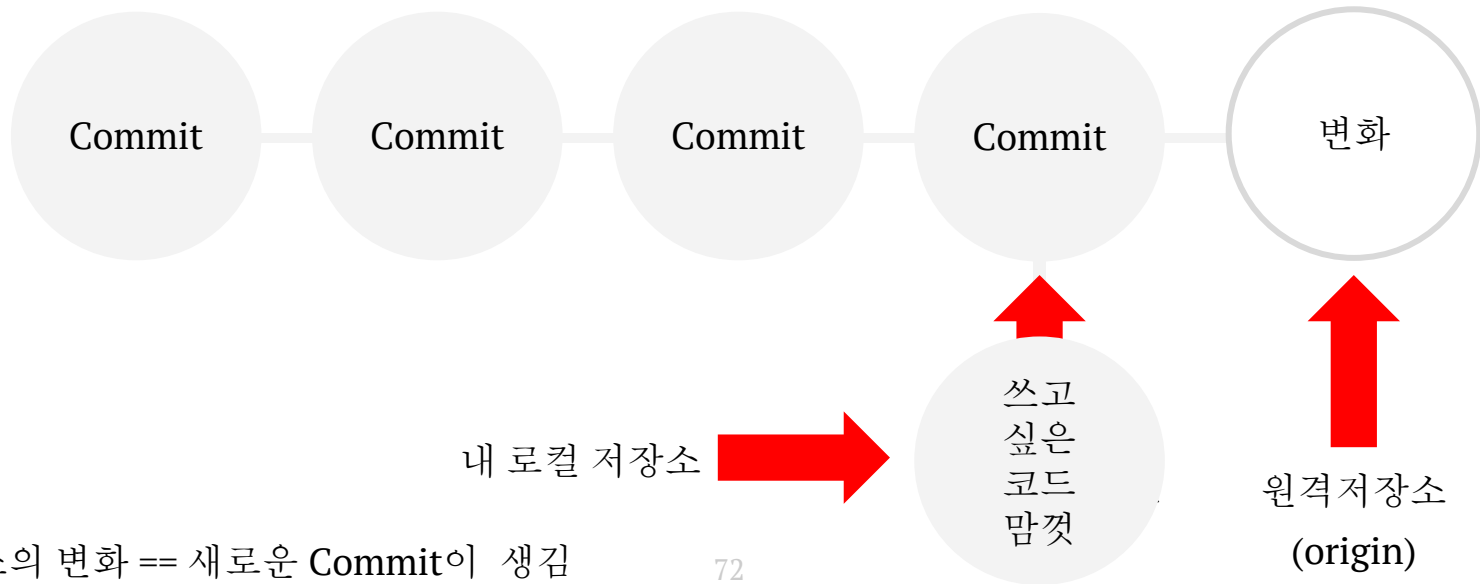 Commit
Commit
Commit
Commit
변화
쓰고
싶은
코드
맘껏
내 로컬 저장소
원격저장소
(origin)
의 변화 == 새로운 Commit이 생김
72